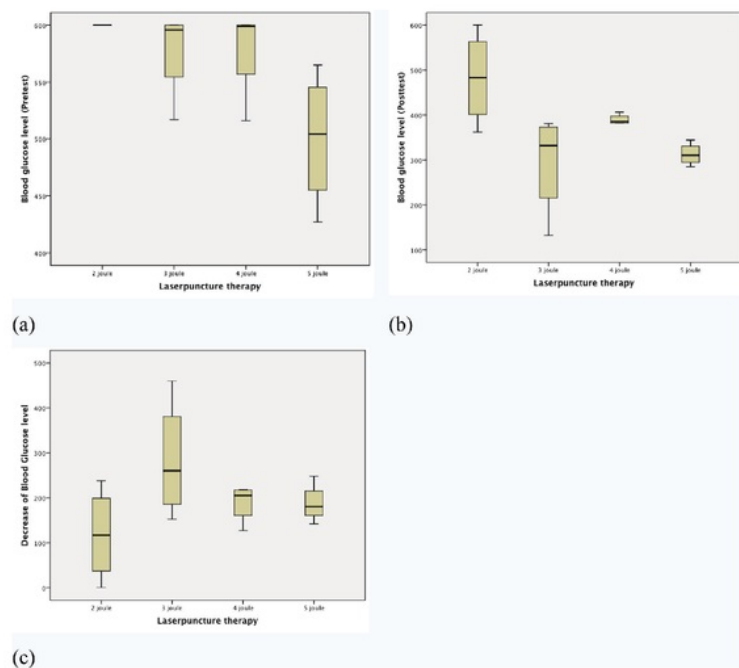 Blood glucose level (Pretest)
600
550
500
450
400
2 joule
3 joule
4 joule
5 joule
Laserpuncture therapy
(a)
Blood glucose level (Posttest)
600
500
400
300
200
100
2 joule
3 joule
4 joule
5 joule
Laserpuncture therapy
(b)
Decrease of Blood Glucose level
500
400
300
200
100
0
2 joule
3 joule
4 joule
5 joule
Laserpuncture therapy
(c)